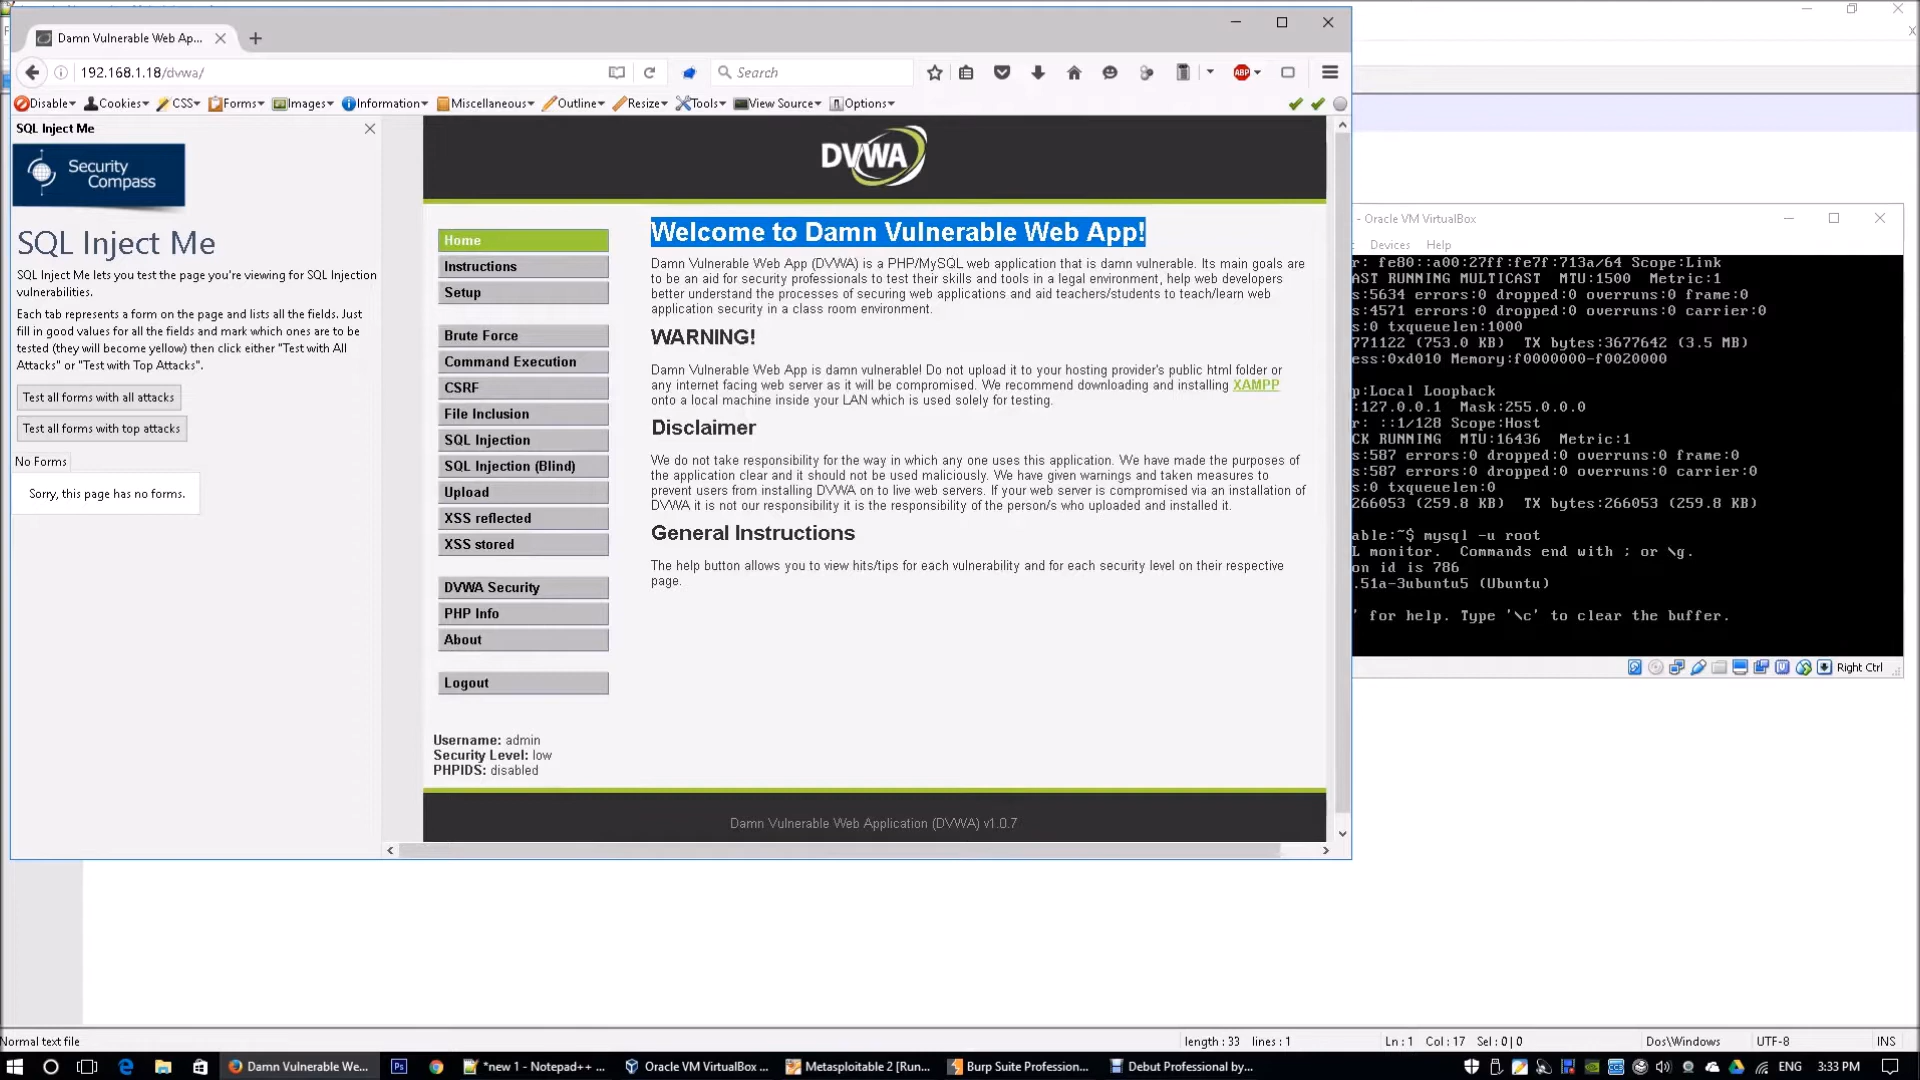 Damn Vulnerable Web Ap...
192.168.1.18/dvwa/
Search
ABP
Disable Cookies CSS Forms Images Information Miscellaneous Outline Resize Tools View Source Options
SQL Inject Me
Security
Compass
SQL Inject Me
SQL Inject Me lets you test the page you're viewing for SQL Injection
vulnerabilities.
Each tab represents a form on the page and lists all the fields. Just
fill in good values for all the fields and mark which ones are to be
tested (they will become yellow) then click either "Test with All
Attacks" or "Test with Top Attacks".
Test all forms with all attacks
Test all forms with top attacks
No Forms
Sorry, this page has no forms.
DVWA
Home
Instructions
Setup
Brute Force
Command Execution
CSRF
File Inclusion
SQL Injection
SQL Injection (Blind)
Upload
XSS reflected
XSS stored
DVWA Security
PHP Info
About
Logout
Username: admin
Security Level: low
PHPIDS: disabled
Welcome to Damn Vulnerable Web App!
Damn Vulnerable Web App (DVWA) is a PHP/MySQL web application that is damn vulnerable. Its main goals are
to be an aid for security professionals to test their skills and tools in a legal environment, help web developers
better understand the processes of securing web applications and aid teachers/students to teach/learn web
application security in a class room environment.
WARNING!
Damn Vulnerable Web App is damn vulnerable! Do not upload it to your hosting provider's public html folder or
any internet facing web server as it will be compromised. We recommend downloading and installing XAMPP
onto a local machine inside your LAN which is used solely for testing.
Disclaimer
We do not take responsibility for the way in which any one uses this application. We have made the purposes of
the application clear and it should not be used maliciously. We have given warnings and taken measures to
prevent users from installing DVWA on to live web servers. If your web server is compromised via an installation of
DVWA it is not our responsibility it is the responsibility of the person/s who uploaded and installed it.
General Instructions
The help button allows you to view hits/tips for each vulnerability and for each security level on their respective
page.
Damn Vulnerable Web Application (DVWA) v1.0.7
- Oracle VM VirtualBox
Devices Help
r: fe80::a00:27ff:fe7f:713a/64 Scope:Link
AST RUNNING MULTICAST MTU:1500 Metric:1
s:5634 errors:0 dropped:0 overruns:0 frame:0
s:4571 errors:0 dropped:0 overruns:0 carrier:0
s:0 txqueuelen:1000
771122 (753.0 KB) TX bytes:3677642 (3.5 MB)
ess:0xd010 Memory:f0000000-f0020000
p:Local Loopback
:127.0.0.1 Mask:255.0.0.0
r: ::1/128 Scope:Host
CK RUNNING MTU:16436 Metric:1
s:587 errors:0 dropped:0 overruns:0 frame:0
s:587 errors:0 dropped:0 overruns:0 carrier:0
s:0 txqueuelen:0
266053 (259.8 KB) TX bytes:266053 (259.8 KB)
able:~$ mysql -u root
L monitor. Commands end with ; or \g.
on id is 786
.51a-3ubuntu5 (Ubuntu)
' for help. Type '\c' to clear the buffer.
Right Ctrl
Normal text file length : 33 lines : 1 Ln : 1 Col : 17 Sel : 0 | 0 Dos\Windows UTF-8 INS
Damn Vulnerable We... Ps *new 1 - Notepad++ ... Oracle VM VirtualBox ... Metasploitable 2 [Run... Burp Suite Profession... Debut Professional by... ENG 3:33 PM